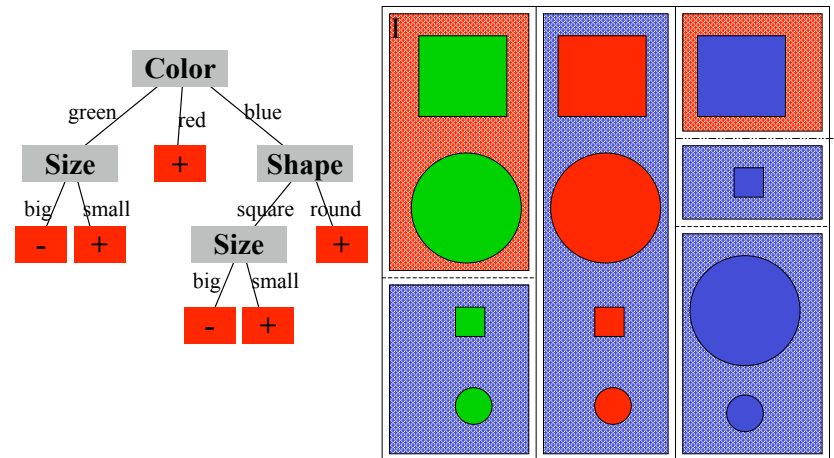 Color
green red blue
Size + Shape
big small square round
- + Size +
big small
- +
I